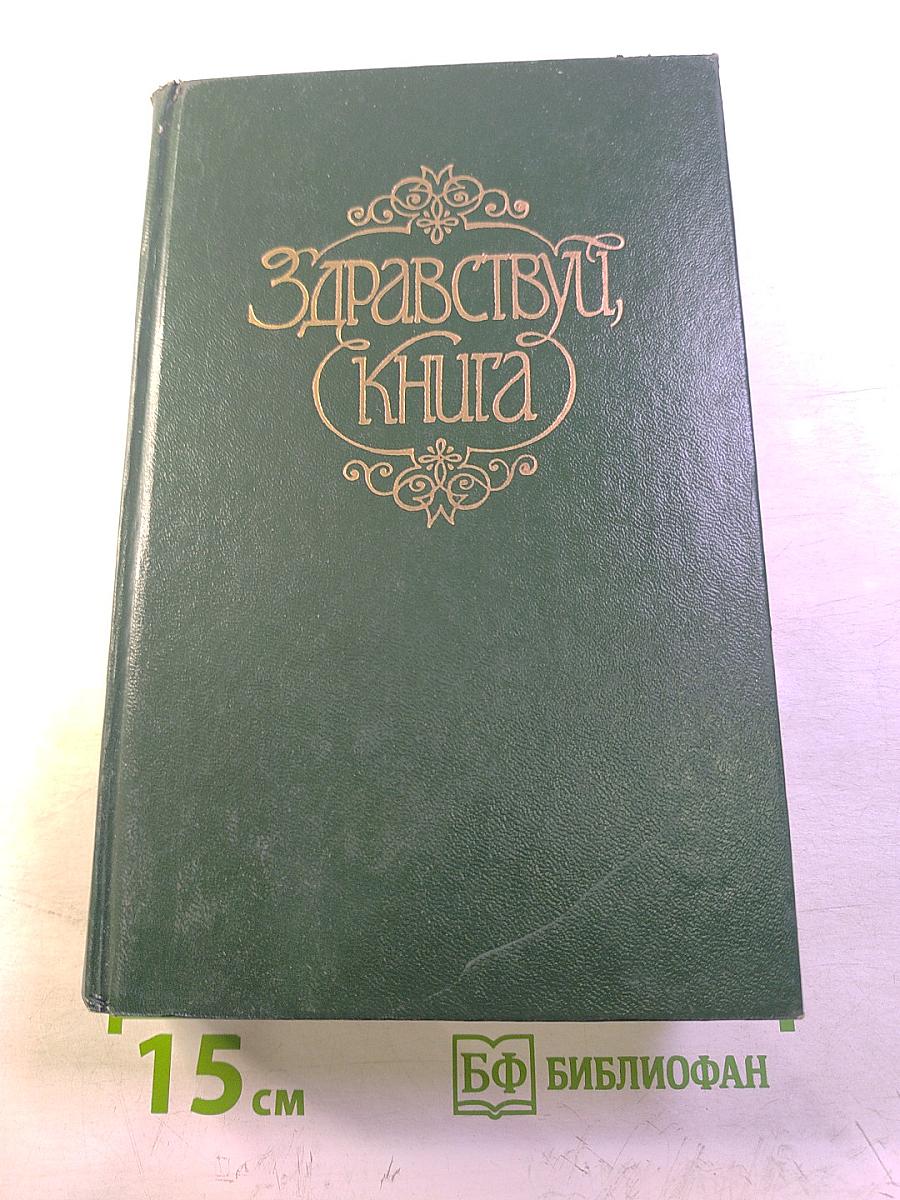 Здравствуй,
книга
15 см
БФ БИБЛИОФАН